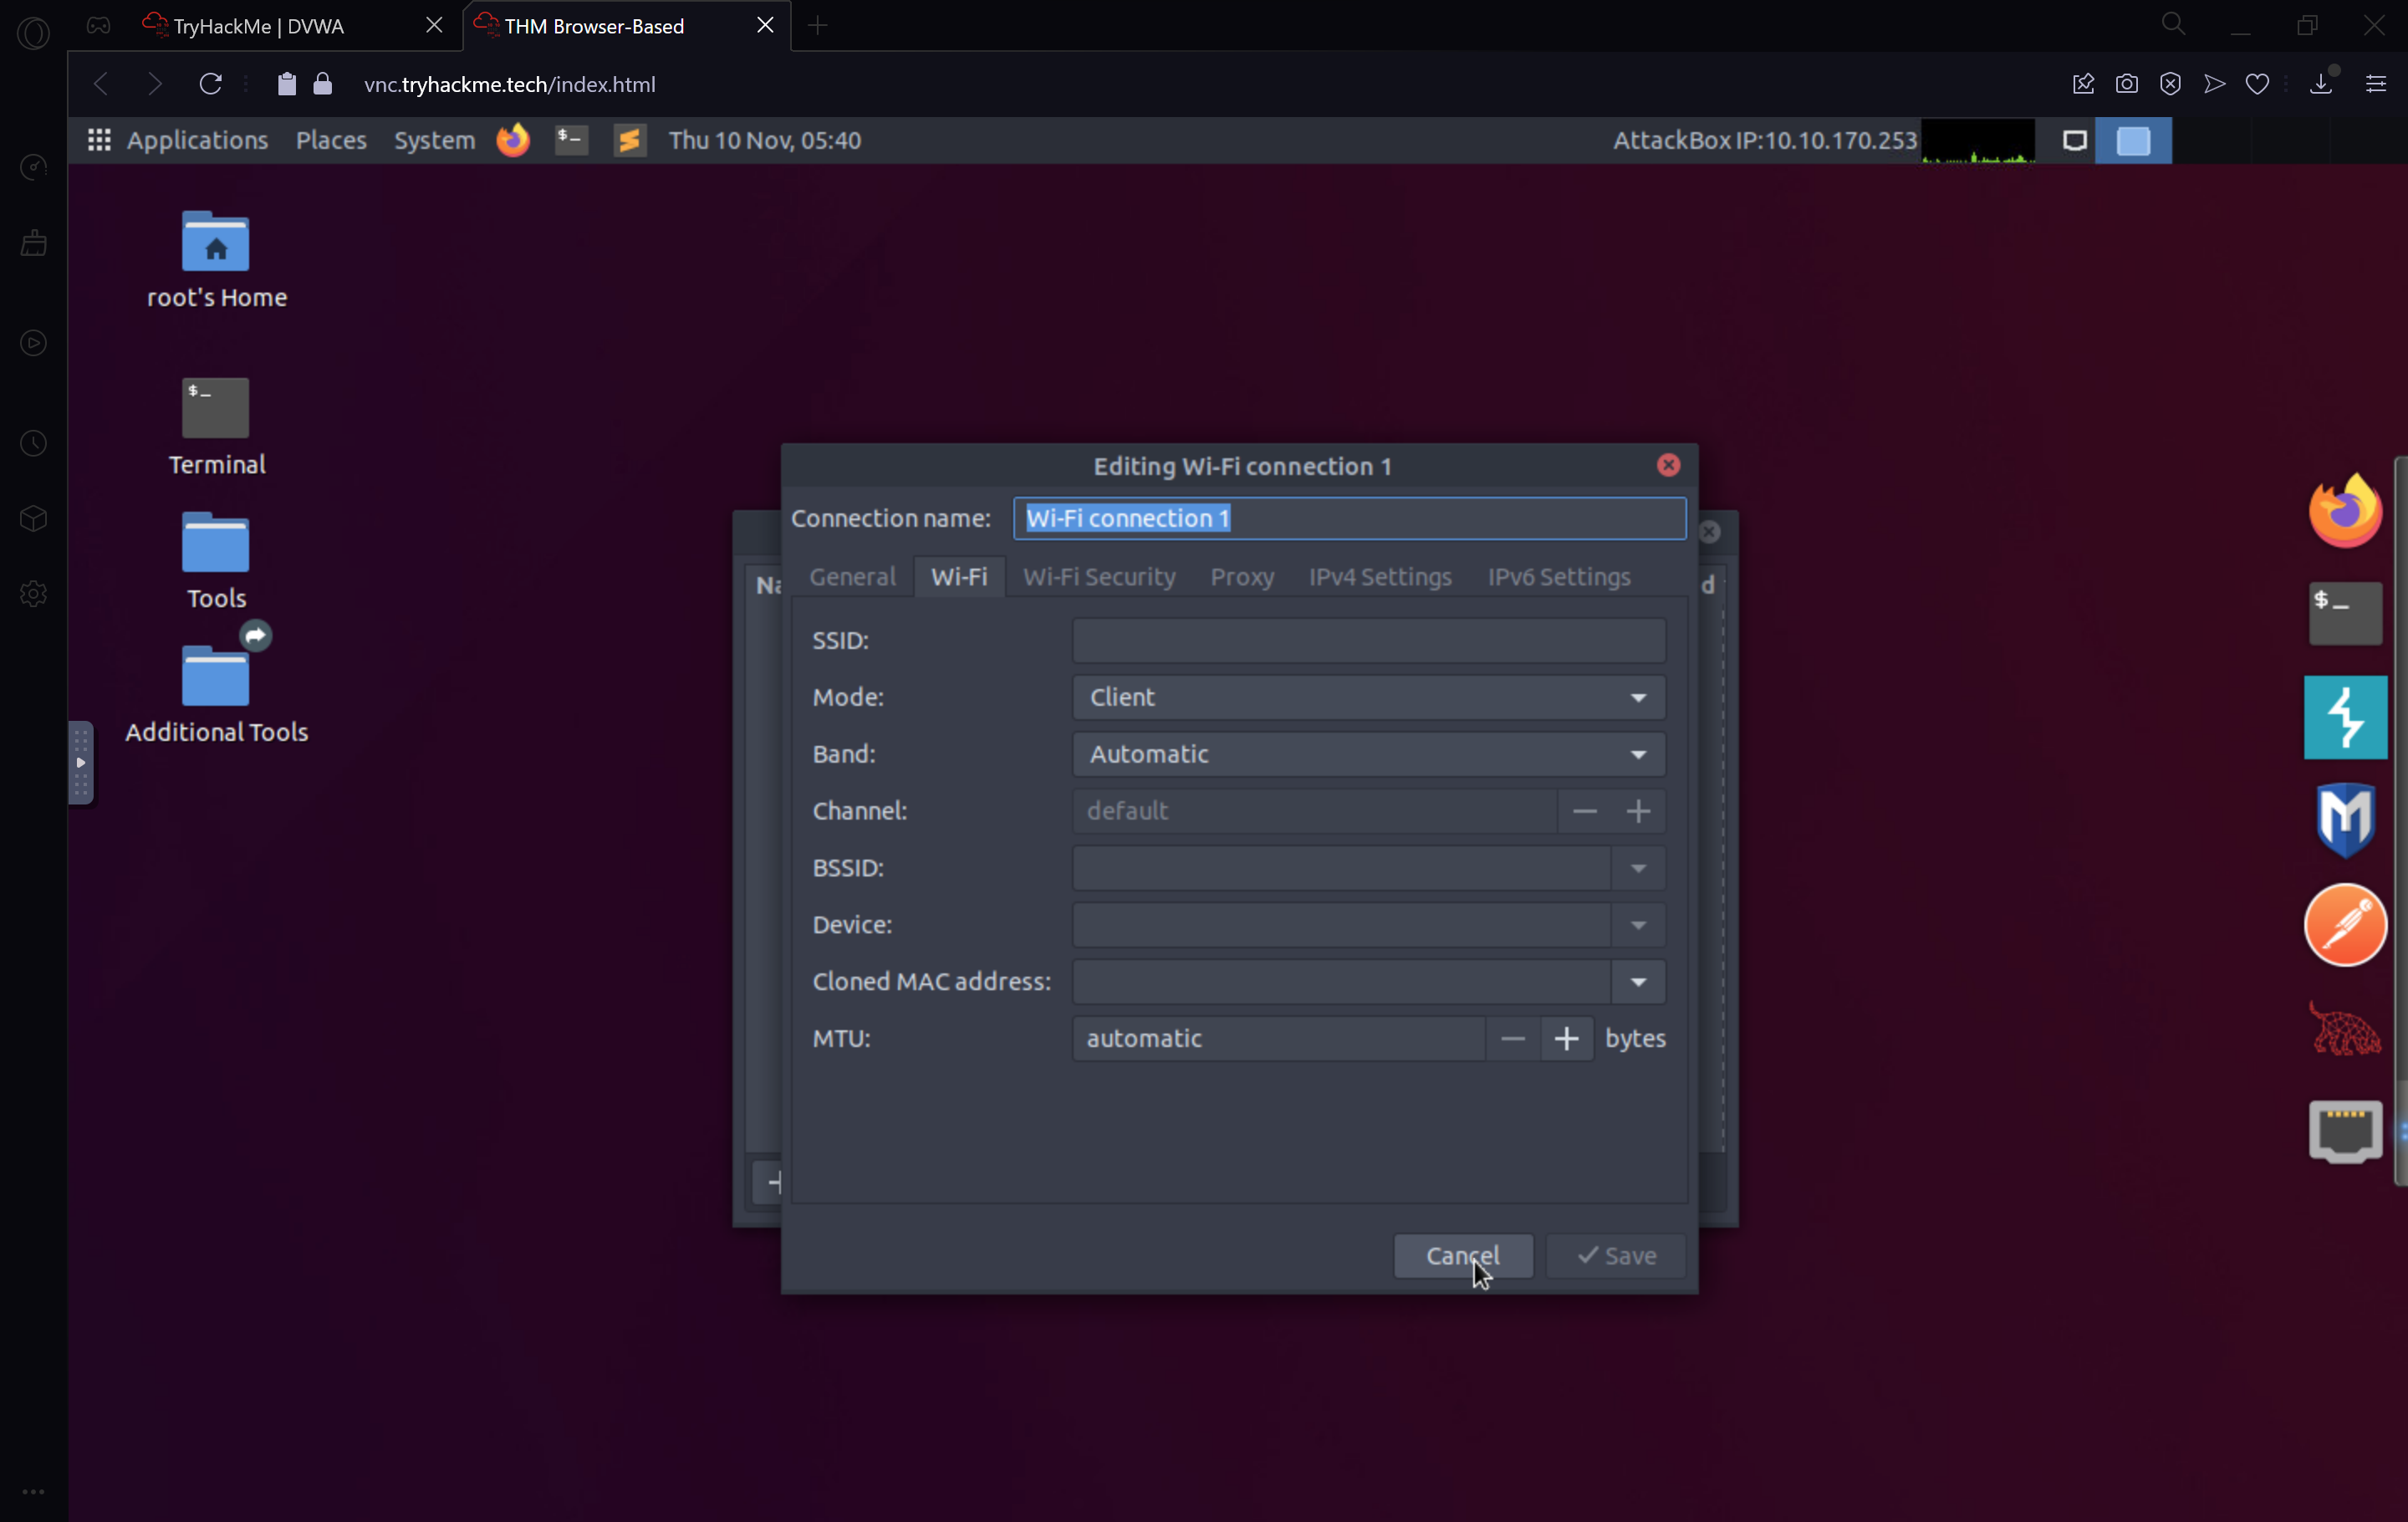 TryHackMe | DVWA
THM Browser-Based
vnc.tryhackme.tech/index.html
Applications Places System $_ Thu 10 Nov, 05:40 AttackBox IP:10.10.170.253
root's Home
$_
Terminal
Tools
Additional Tools
Editing Wi-Fi connection 1
Connection name: Wi-Fi connection 1
General Wi-Fi Wi-Fi Security Proxy IPv4 Settings IPv6 Settings
SSID:
Mode: Client
Band: Automatic
Channel: default
BSSID:
Device:
Cloned MAC address:
MTU: automatic bytes
Cancel Save
$_
M